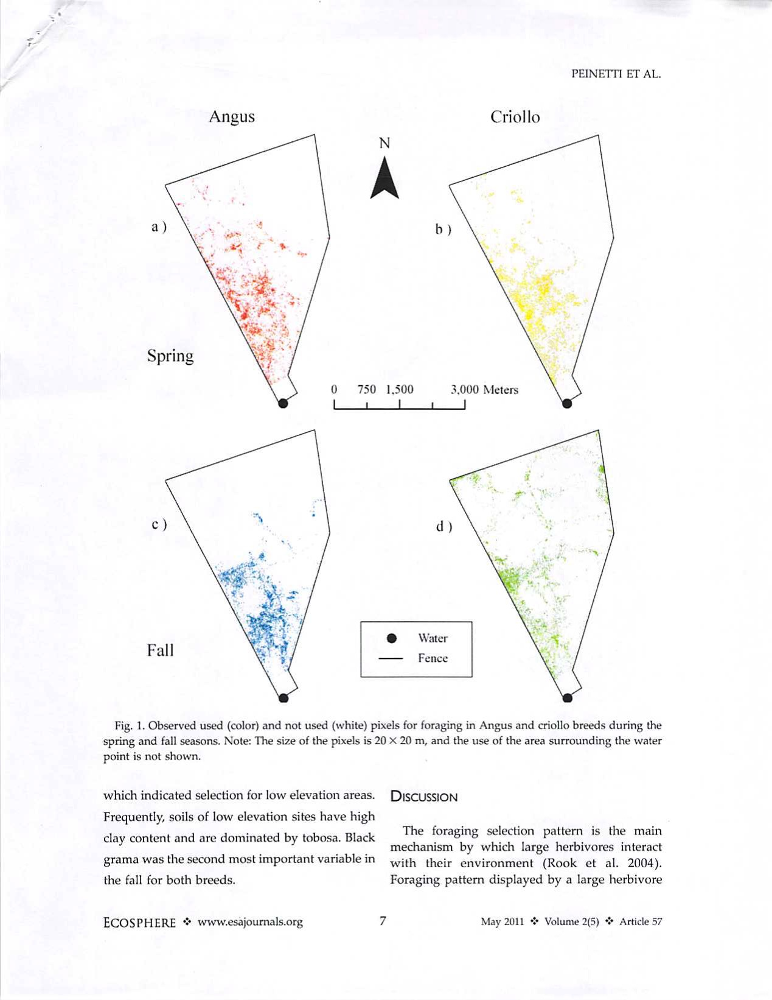 PEINETTI ET AL.
Angus
Criollo
N
a )
b )
Spring
0 750 1,500 3,000 Meters
c )
d )
Water
Fall
Fence
Fig. 1. Observed used (color) and not used (white) pixels for foraging in Angus and criollo breeds during the
spring and fall seasons. Note: The size of the pixels is 20 × 20 m, and the use of the area surrounding the water
point is not shown.
which indicated selection for low elevation areas.
Frequently, soils of low elevation sites have high
clay content and are dominated by tobosa. Black
grama was the second most important variable in
the fall for both breeds.
DISCUSSION
The foraging selection pattern is the main
mechanism by which large herbivores interact
with their environment (Rook et al. 2004).
Foraging pattern displayed by a large herbivore
ECOSPHERE ❖ www.esajournals.org
7
May 2011 ❖ Volume 2(5) ❖ Article 57